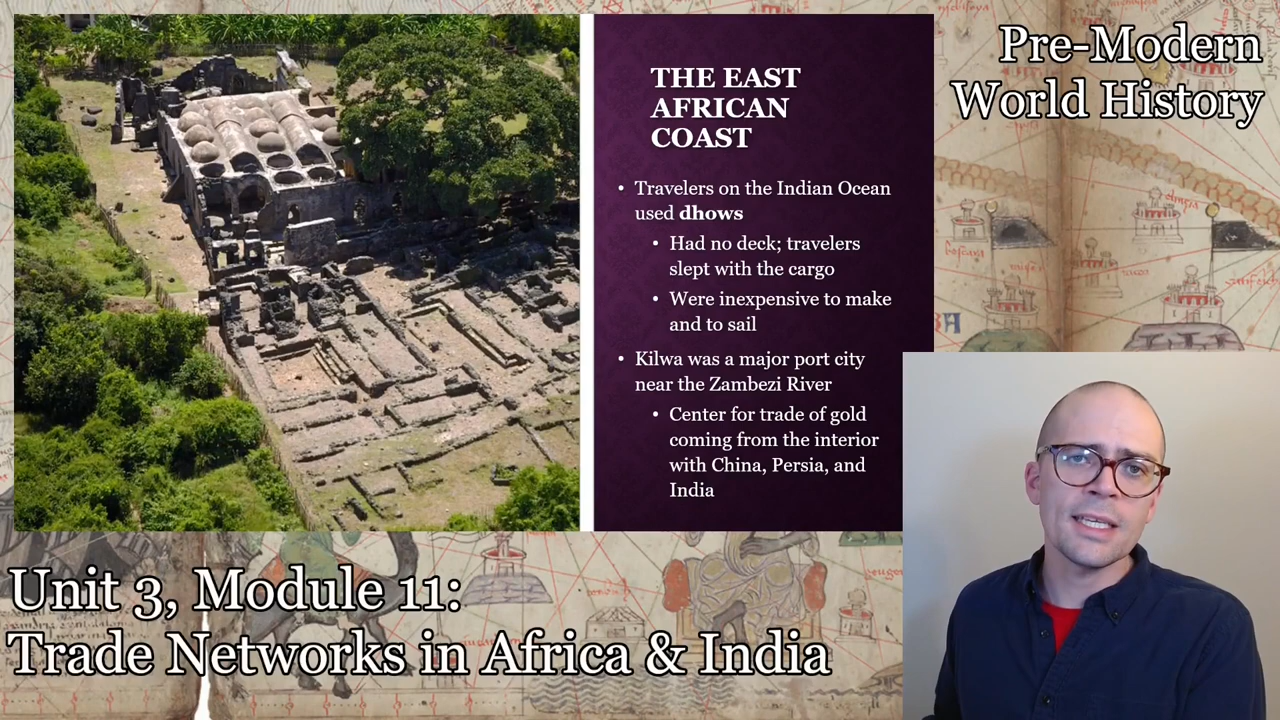 Pre-Modern
World History
THE EAST
AFRICAN
COAST
• Travelers on the Indian Ocean
used dhows
• Had no deck; travelers
slept with the cargo
• Were inexpensive to make
and to sail
• Kilwa was a major port city
near the Zambezi River
• Center for trade of gold
coming from the interior
with China, Persia, and
India
Unit 3, Module 11:
Trade Networks in Africa & India